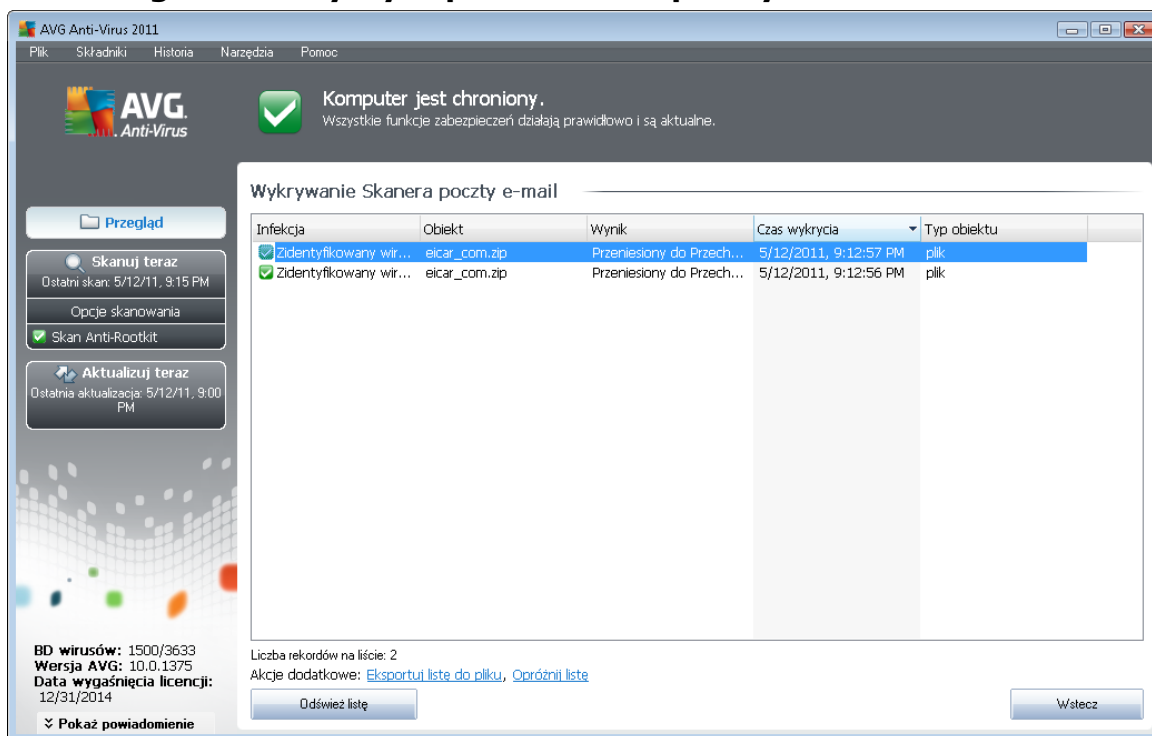 AVG Anti-Virus 2011
Plik Składniki Historia Narzędzia Pomoc
AVG.
Anti-Virus
Komputer jest chroniony.
Wszystkie funkcje zabezpieczeń działają prawidłowo i są aktualne.
Przegląd
Skanuj teraz
Ostatni skan: 5/12/11, 9:15 PM
Opcje skanowania
Skan Anti-Rootkit
Aktualizuj teraz
Ostatnia aktualizacja: 5/12/11, 9:00
PM
BD wirusów: 1500/3633
Wersja AVG: 10.0.1375
Data wygaśnięcia licencji:
12/31/2014
Pokaż powiadomienie
Wykrywanie Skanera poczty e-mail
Infekcja Obiekt Wynik Czas wykrycia Typ obiektu
Zidentyfikowany wir... eicar_com.zip Przeniesiony do Przech... 5/12/2011, 9:12:57 PM plik
Zidentyfikowany wir... eicar_com.zip Przeniesiony do Przech... 5/12/2011, 9:12:56 PM plik
Liczba rekordów na liście: 2
Akcje dodatkowe: Eksportuj listę do pliku, Opróżnij listę
Odśwież listę
Wstecz